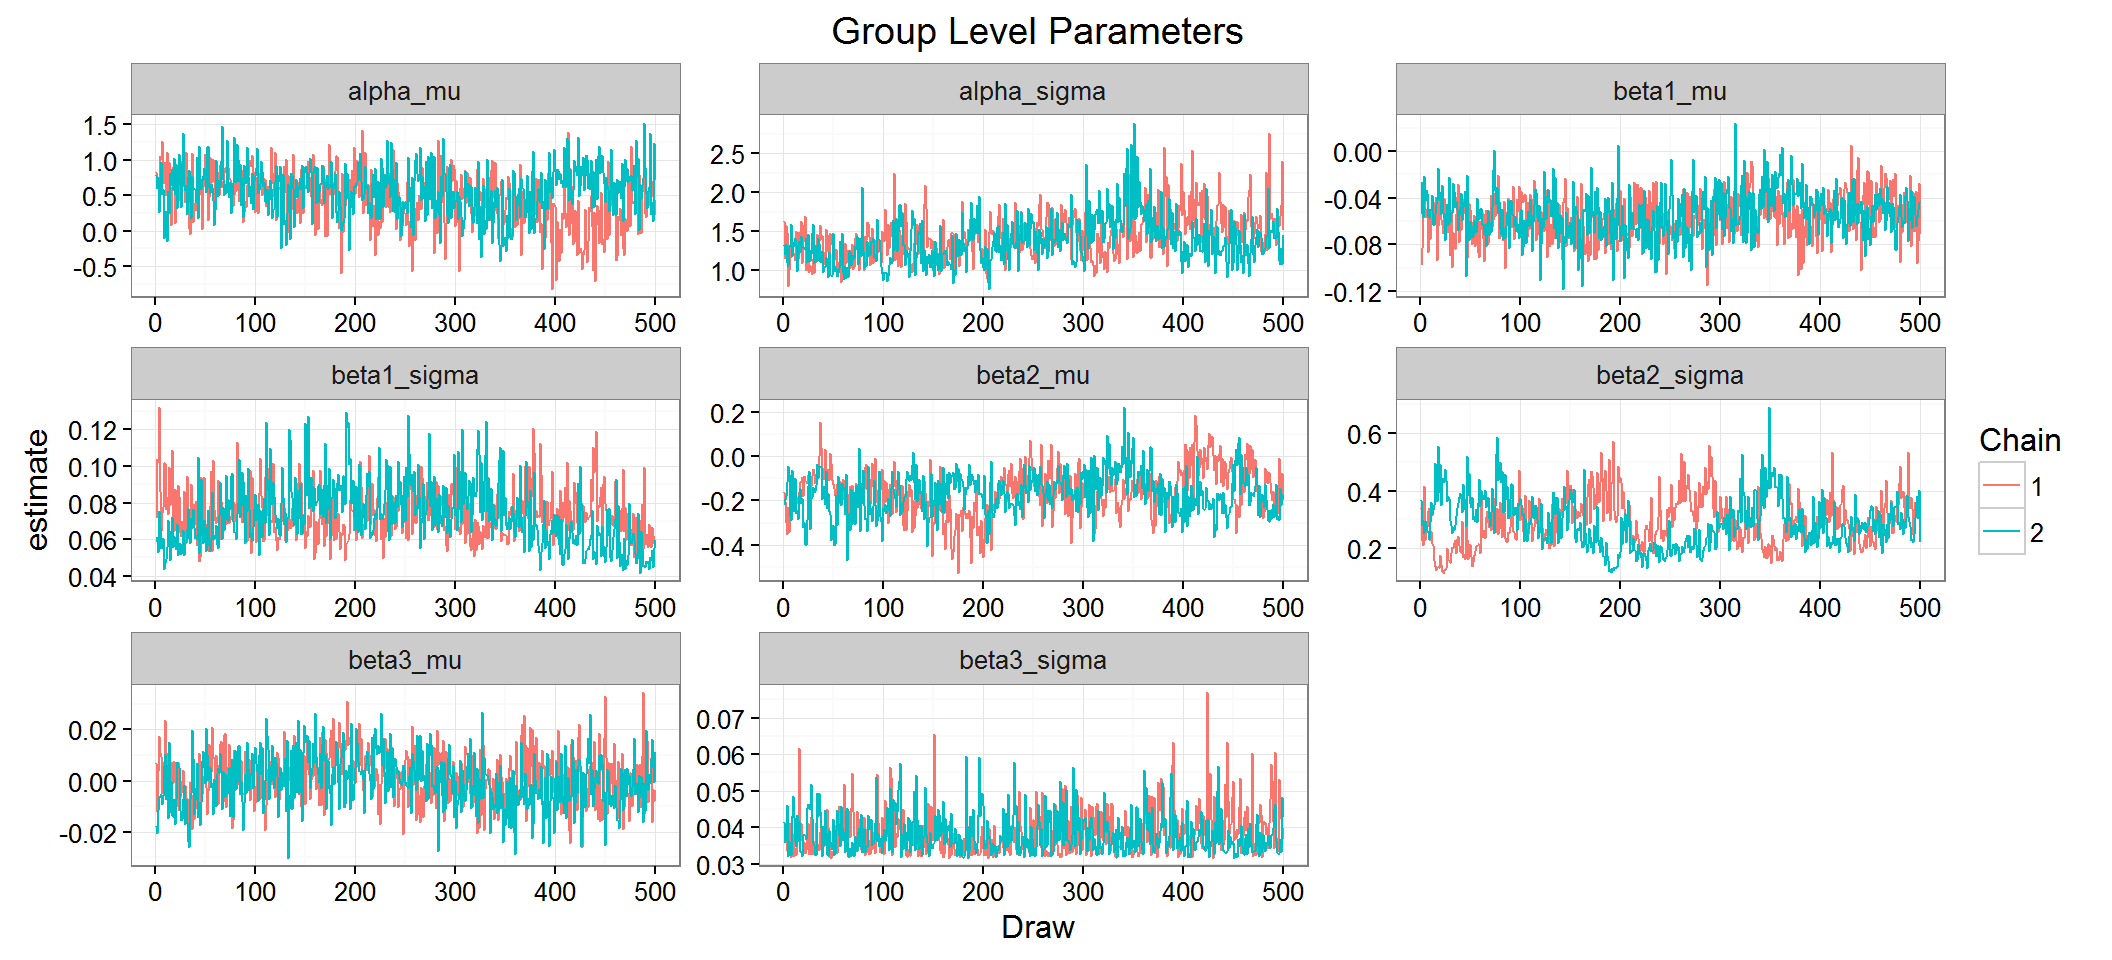 Group Level Parameters
alpha_mu
alpha_sigma
beta1_mu
1.5
1.0
0.5
0.0
-0.5
2.5
2.0
1.5
1.0
0.00
-0.04
-0.08
-0.12
0 100 200 300 400 500
0 100 200 300 400 500
0 100 200 300 400 500
beta1_sigma
beta2_mu
beta2_sigma
estimate
0.12
0.10
0.08
0.06
0.04
0.2
0.0
-0.2
-0.4
0.6
0.4
0.2
0 100 200 300 400 500
0 100 200 300 400 500
0 100 200 300 400 500
beta3_mu
beta3_sigma
0.02
0.00
-0.02
0.07
0.06
0.05
0.04
0.03
0 100 200 300 400 500
0 100 200 300 400 500
Draw
Chain
1
2